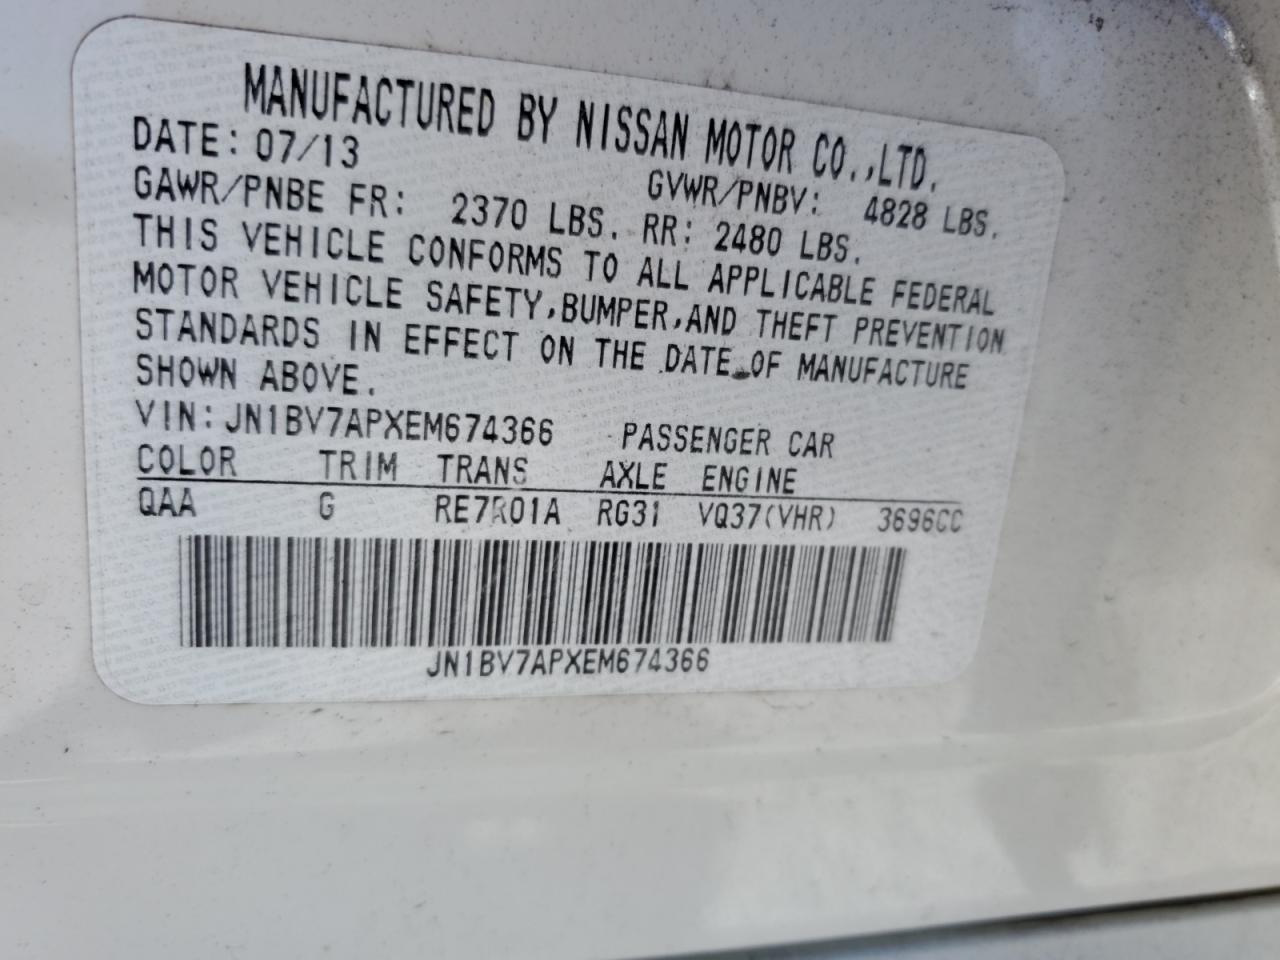 MANUFACTURED BY NISSAN MOTOR CO.,LTD.
DATE: 07/13 GVWR/PNBV: 4828 LBS.
GAWR/PNBE FR: 2370 LBS. RR: 2480 LBS.
THIS VEHICLE CONFORMS TO ALL APPLICABLE FEDERAL
MOTOR VEHICLE SAFETY,BUMPER,AND THEFT PREVENTION
STANDARDS IN EFFECT ON THE DATE OF MANUFACTURE
SHOWN ABOVE.
VIN: JN1BV7APXEM674366 PASSENGER CAR
COLOR TRIM TRANS AXLE ENGINE
QAA G RE7R01A RG31 VQ37(VHR) 3696CC
JN1BV7APXEM674366